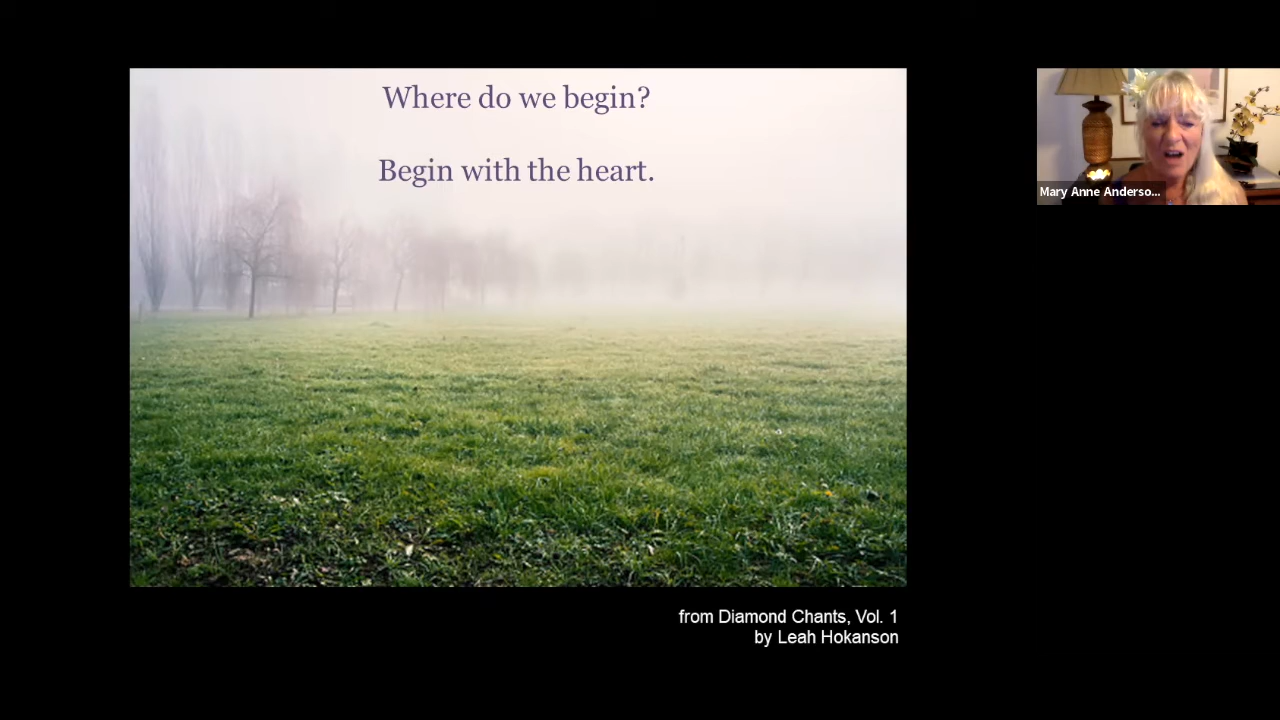 Where do we begin?
Begin with the heart.
Mary Anne Anderso...
from Diamond Chants, Vol. 1
by Leah Hokanson